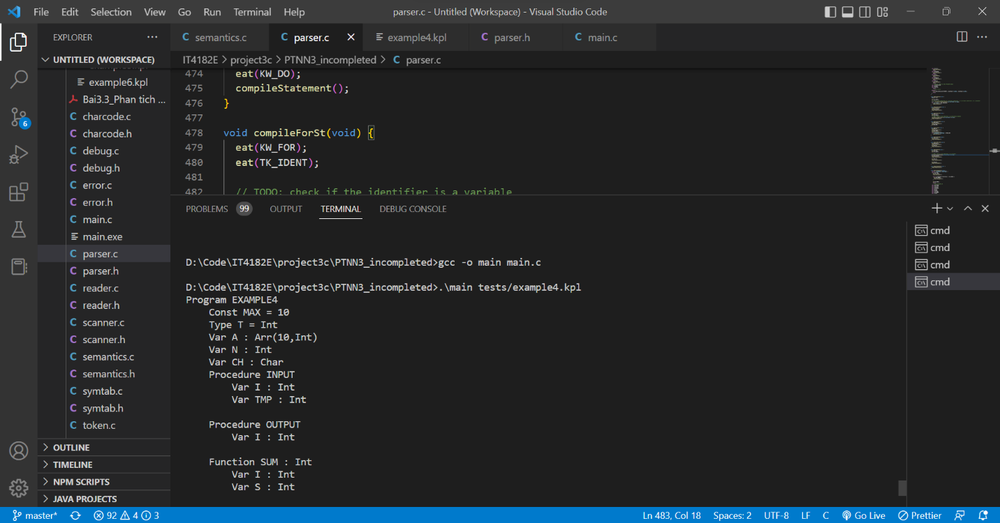 File Edit Selection View Go Run Terminal Help parser.c - Untitled (Workspace) - Visual Studio Code
EXPLORER
UNTITLED (WORKSPACE)
example6.kpl
Bai3.3_Phan tich ...
charcode.c
charcode.h
debug.c
debug.h
error.c
error.h
main.c
main.exe
parser.c
parser.h
reader.c
reader.h
scanner.c
scanner.h
semantics.c
semantics.h
symtab.c
symtab.h
token.c
OUTLINE
TIMELINE
NPM SCRIPTS
JAVA PROJECTS
6
semantics.c parser.c example4.kpl parser.h main.c
IT4182E > project3c > PTNN3_incompleted > C parser.c
474 eat(KW_DO);
475 compileStatement();
476 }
477
478 void compileForSt(void) {
479 eat(KW_FOR);
480 eat(TK_IDENT);
481
482 // TODO: check if the identifier is a variable
PROBLEMS 99 OUTPUT TERMINAL DEBUG CONSOLE
D:\Code\IT4182E\project3c\PTNN3_incompleted>gcc -o main main.c
D:\Code\IT4182E\project3c\PTNN3_incompleted>.\main tests/example4.kpl
Program EXAMPLE4
Const MAX = 10
Type T = Int
Var A : Arr(10,Int)
Var N : Int
Var CH : Char
Procedure INPUT
Var I : Int
Var TMP : Int
Procedure OUTPUT
Var I : Int
Function SUM : Int
Var I : Int
Var S : Int
cmd
cmd
cmd
cmd
master* 92 4 3 Ln 483, Col 18 Spaces: 2 UTF-8 LF C Go Live Prettier